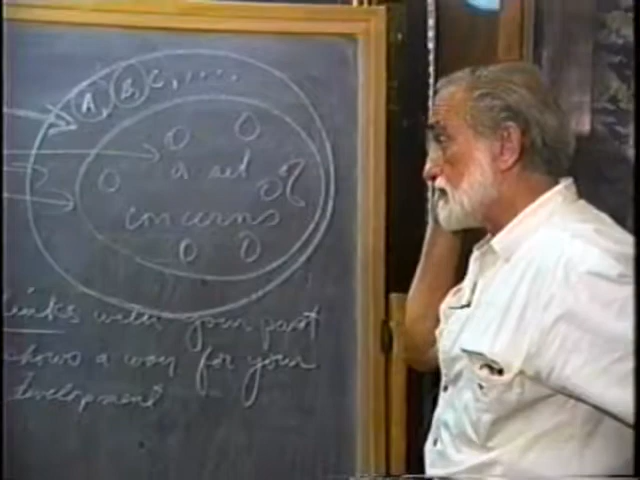 A, B, C, ....
a set
concerns
links with your past
shows a way for your
development